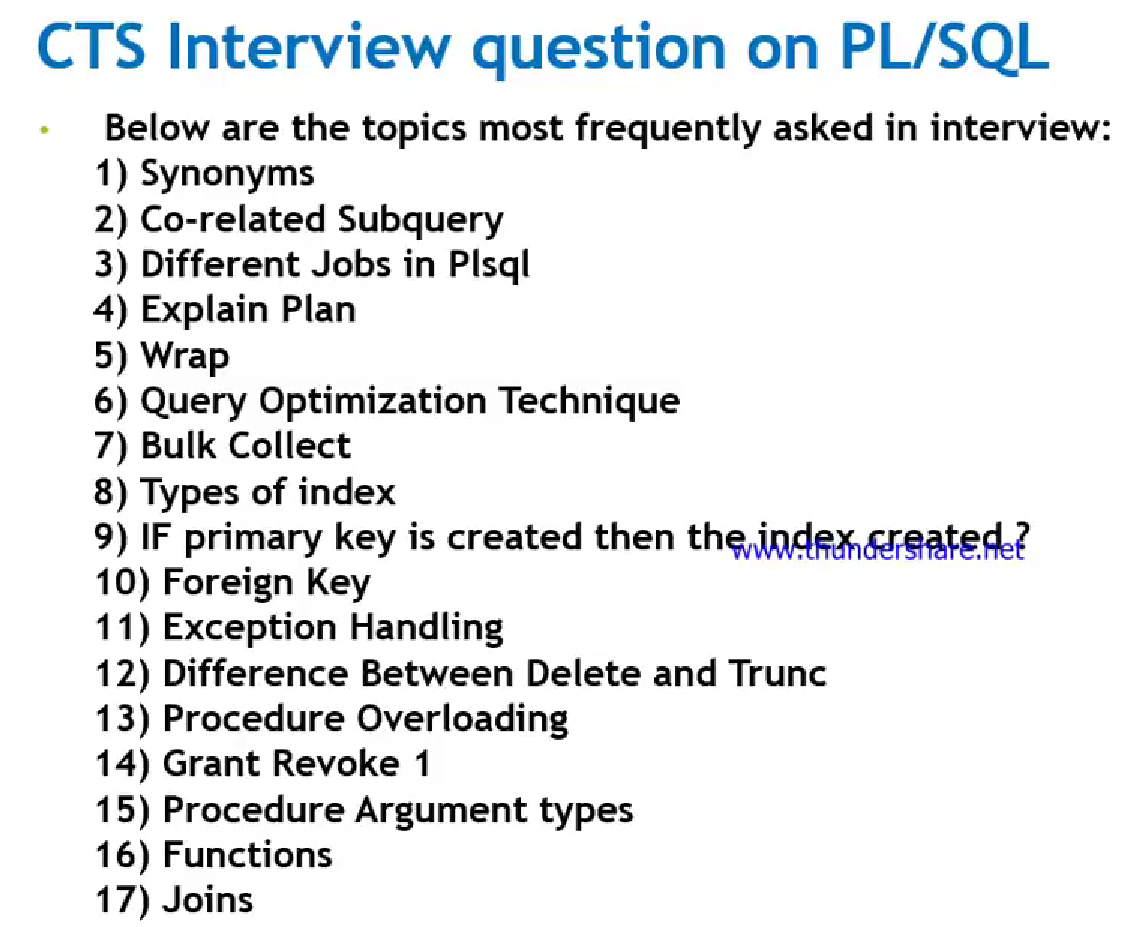 CTS Interview question on PL/SQL
• Below are the topics most frequently asked in interview:
1) Synonyms
2) Co-related Subquery
3) Different Jobs in Plsql
4) Explain Plan
5) Wrap
6) Query Optimization Technique
7) Bulk Collect
8) Types of index
9) IF primary key is created then the index created ?
www.thundershare.net
10) Foreign Key
11) Exception Handling
12) Difference Between Delete and Trunc
13) Procedure Overloading
14) Grant Revoke 1
15) Procedure Argument types
16) Functions
17) Joins